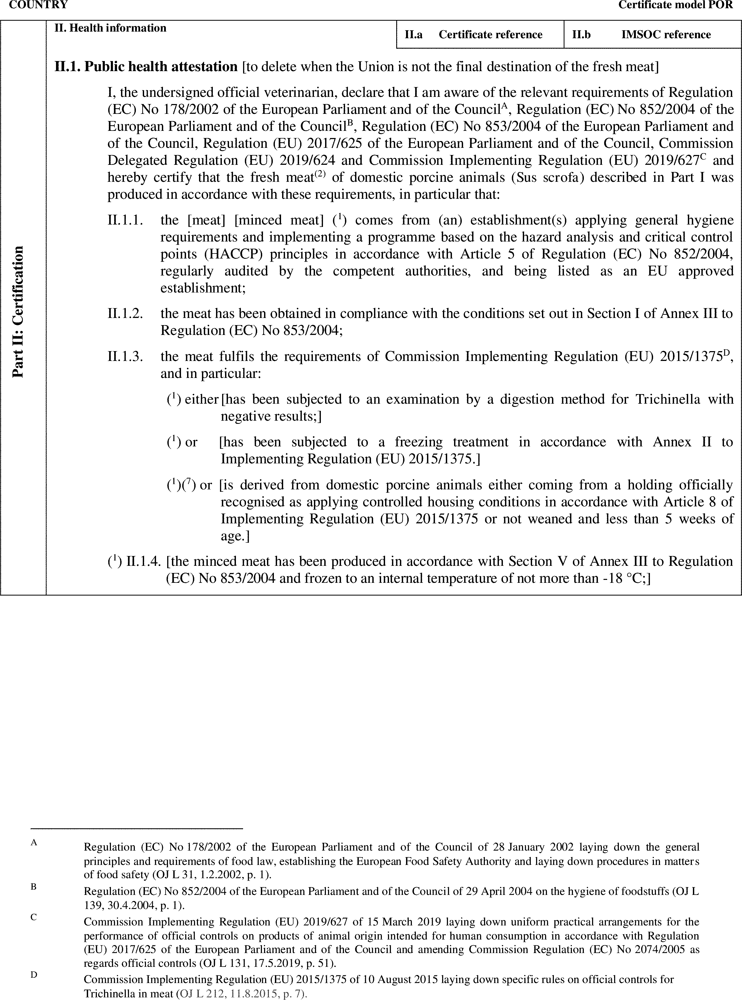 COUNTRY Certificate model POR
Part II: Certification
II. Health information
II.a Certificate reference
II.b IMSOC reference
II.1. Public health attestation [to delete when the Union is not the final destination of the fresh meat]
I, the undersigned official veterinarian, declare that I am aware of the relevant requirements of Regulation
(EC) No 178/2002 of the European Parliament and of the Council^A, Regulation (EC) No 852/2004 of the
European Parliament and of the Council^B, Regulation (EC) No 853/2004 of the European Parliament and
of the Council, Regulation (EU) 2017/625 of the European Parliament and of the Council, Commission
Delegated Regulation (EU) 2019/624 and Commission Implementing Regulation (EU) 2019/627^C and
hereby certify that the fresh meat^(2) of domestic porcine animals (Sus scrofa) described in Part I was
produced in accordance with these requirements, in particular that:
II.1.1. the [meat] [minced meat] (^1) comes from (an) establishment(s) applying general hygiene
requirements and implementing a programme based on the hazard analysis and critical control
points (HACCP) principles in accordance with Article 5 of Regulation (EC) No 852/2004,
regularly audited by the competent authorities, and being listed as an EU approved
establishment;
II.1.2. the meat has been obtained in compliance with the conditions set out in Section I of Annex III to
Regulation (EC) No 853/2004;
II.1.3. the meat fulfils the requirements of Commission Implementing Regulation (EU) 2015/1375^D,
and in particular:
(^1) either [has been subjected to an examination by a digestion method for Trichinella with
negative results;]
(^1) or [has been subjected to a freezing treatment in accordance with Annex II to
Implementing Regulation (EU) 2015/1375.]
(^1)(^7) or [is derived from domestic porcine animals either coming from a holding officially
recognised as applying controlled housing conditions in accordance with Article 8 of
Implementing Regulation (EU) 2015/1375 or not weaned and less than 5 weeks of
age.]
(^1) II.1.4. [the minced meat has been produced in accordance with Section V of Annex III to Regulation
(EC) No 853/2004 and frozen to an internal temperature of not more than -18 °C;]
A Regulation (EC) No 178/2002 of the European Parliament and of the Council of 28 January 2002 laying down the general
principles and requirements of food law, establishing the European Food Safety Authority and laying down procedures in matters
of food safety (OJ L 31, 1.2.2002, p. 1).
B Regulation (EC) No 852/2004 of the European Parliament and of the Council of 29 April 2004 on the hygiene of foodstuffs (OJ L
139, 30.4.2004, p. 1).
C Commission Implementing Regulation (EU) 2019/627 of 15 March 2019 laying down uniform practical arrangements for the
performance of official controls on products of animal origin intended for human consumption in accordance with Regulation
(EU) 2017/625 of the European Parliament and of the Council and amending Commission Regulation (EC) No 2074/2005 as
regards official controls (OJ L 131, 17.5.2019, p. 51).
D Commission Implementing Regulation (EU) 2015/1375 of 10 August 2015 laying down specific rules on official controls for
Trichinella in meat (OJ L 212, 11.8.2015, p. 7).